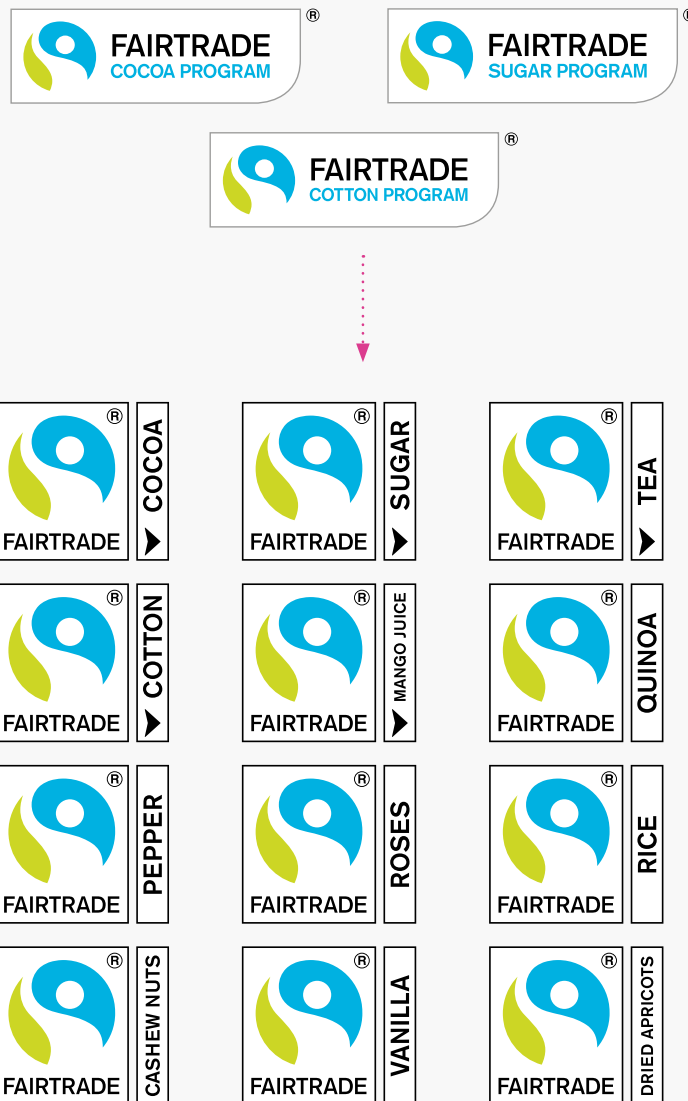 FAIRTRADE ®
COCOA PROGRAM
FAIRTRADE ®
SUGAR PROGRAM
FAIRTRADE ®
COTTON PROGRAM
® FAIRTRADE
COCOA
® FAIRTRADE
SUGAR
® FAIRTRADE
TEA
® FAIRTRADE
COTTON
® FAIRTRADE
MANGO JUICE
® FAIRTRADE
QUINOA
® FAIRTRADE
PEPPER
® FAIRTRADE
ROSES
® FAIRTRADE
RICE
® FAIRTRADE
CASHEW NUTS
® FAIRTRADE
VANILLA
® FAIRTRADE
DRIED APRICOTS